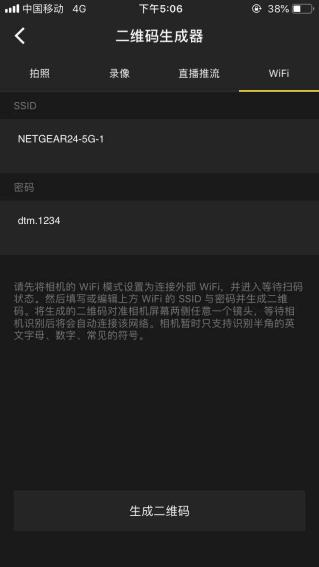 中国移动 4G 下午5:06 38%
二维码生成器
拍照 录像 直播推流 WiFi
SSID
NETGEAR24-5G-1
密码
dtm.1234
请先将相机的 WiFi 模式设置为连接外部 WiFi，并进入等待扫码
状态。然后填写或编辑上方 WiFi 的 SSID 与密码并生成二维
码。将生成的二维码对准相机屏幕两侧任意一个镜头，等待相
机识别后将会自动连接该网络。相机暂时只支持识别半角的英
文字母、数字、常见的符号。
生成二维码